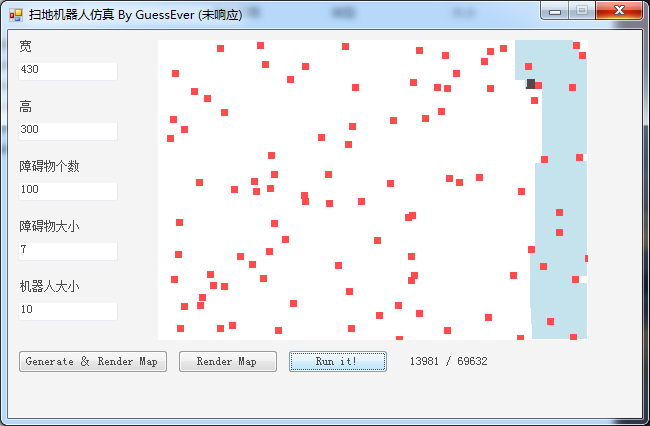 扫地机器人仿真 By GuessEver (未响应)
宽
430
高
300
障碍物个数
100
障碍物大小
7
机器人大小
10
Generate & Render Map
Render Map
Run it!
13981 / 69632